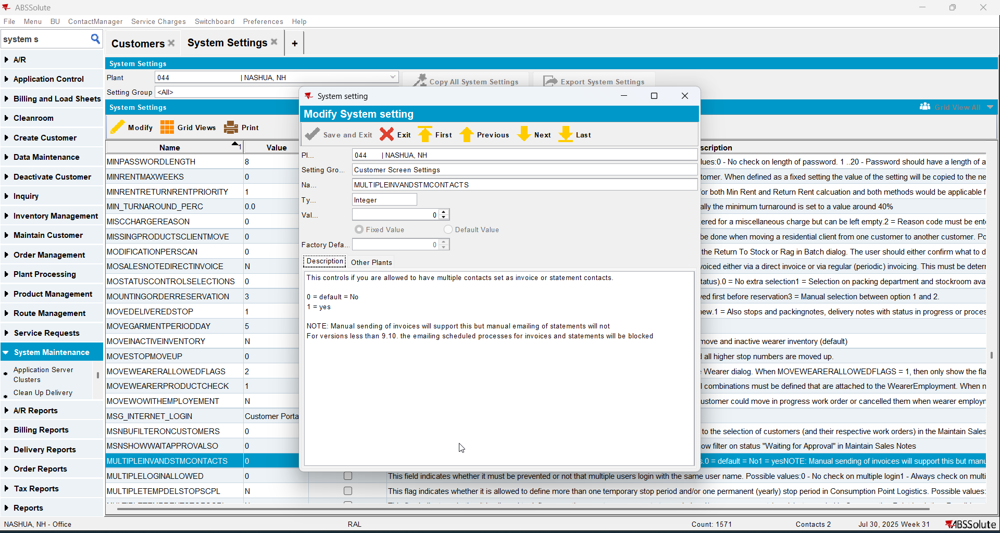 ABSSolute
File Menu BU ContactManager Service Charges Switchboard Preferences Help
system s
Customers
System Settings
+
A/R
Application Control
Billing and Load Sheets
Cleanroom
Create Customer
Data Maintenance
Deactivate Customer
Inquiry
Inventory Management
Maintain Customer
Order Management
Plant Processing
Product Management
Route Management
Service Requests
System Maintenance
Application Server
Clusters
Clean Up Delivery
A/R Reports
Billing Reports
Delivery Reports
Order Reports
Tax Reports
Reports
System Settings
Plant 044 | NASHUA, NH
Copy All System Settings
Export System Settings
Setting Group <All>
System Settings
Grid View All
Modify Grid Views Print
Name 1 Value scription
MINPASSWORDLENGTH 8 lues:0 - No check on length of password. 1 ..20 - Password should have a length of a
MINRENTMAXWEEKS 0 tomer. When defined as a fixed setting the value of the setting will be copied to the ne
MINRENTRETURNRENTPRIORITY 1 or both Min Rent and Return Rent calcuation and both methods would be applicable f
MIN_TURNAROUND_PERC 0.0 ally the minimum turnaround is set to a value around 40%
MISCCHARGEREASON 0 ered for a miscellaneous charge but can be left empty.2 = Reason code must be ent
MISSINGPRODUCTSCLIENTMOVE 0 be done when moving a residential client from one customer to another customer. Po
MODIFICATIONPERSCAN 0 the Return To Stock or Rag in Batch dialog. The user should either confirm what to d
MOSALESNOTEDIRECTINVOICE N voiced either via a direct invoice or via regular (periodic) invoicing. This must be deter
MOSTATUSCONTROLSELECTIONS 0 tatus).0 = No extra selection1 = Selection on packing department and stockroom ava
MOUNTINGORDERRESERVATION 3 ved first before reservation3 = Manual selection between option 1 and 2.
MOVEDELIVEREDSTOP 1 ew.1 = Also stops and packingnotes, delivery notes with status in progress or proces
MOVEGARMENTPERIODDAY 5
MOVEINACTIVEINVENTORY N move and inactive wearer inventory (default)
MOVESTOPMOVEUP 0 all higher stop numbers are moved up.
MOVEWEARERALLOWEDFLAGS 2 Wearer dialog. When MOVEWEARERALLOWEDFLAGS = 1, then only show the fla
MOVEWEARERPRODUCTCHECK 1 combinations must be defined that are attached to the WearerEmployment. When n
MOVEWOWITHEMPLOYEMENT N ustomer could move in progress work order or cancelled them when wearer employn
MSG_INTERNET_LOGIN Customer Porta
MSNBUFILTERONCUSTOMERS 0 to the selection of customers (and their respective work orders) in the Maintain Sales
MSNSHOWWAITAPPROVALSO 0 ow filter on status "Waiting for Approval" in Maintain Sales Notes
MULTIPLEINVANDSTMCONTACTS 0 s.0 = default = No1 = yesNOTE: Manual sending of invoices will support this but manu
MULTIPLELOGINALLOWED 0 This field indicates whether it must be prevented or not that multiple users login with the same user name. Possible values:0 - No check on multiple login1 - Always check on multi
MULTIPLETEMPDELSTOPSCPL N This flag indicates whether it is allowed to define more than one temporary stop period and/or one permanent (yearly) stop period in Consumption Point Logistics. Possible values:
System setting
Modify System setting
Save and Exit Exit First Previous Next Last
Pl... 044 | NASHUA, NH
Setting Gro... Customer Screen Settings
Na... MULTIPLEINVANDSTMCONTACTS
Ty... Integer
Val... 0
Fixed Value Default Value
Factory Defa... 0
Description Other Plants
This controls if you are allowed to have multiple contacts set as invoice or statement contacts.
0 = default = No
1 = yes
NOTE: Manual sending of invoices will support this but manual emailing of statements will not
For versions less than 9.10. the emailing scheduled processes for invoices and statements will be blocked
NASHUA, NH - Office RAL Count: 1571 Contacts 2 Jul 30, 2025 Week 31 ABSSolute